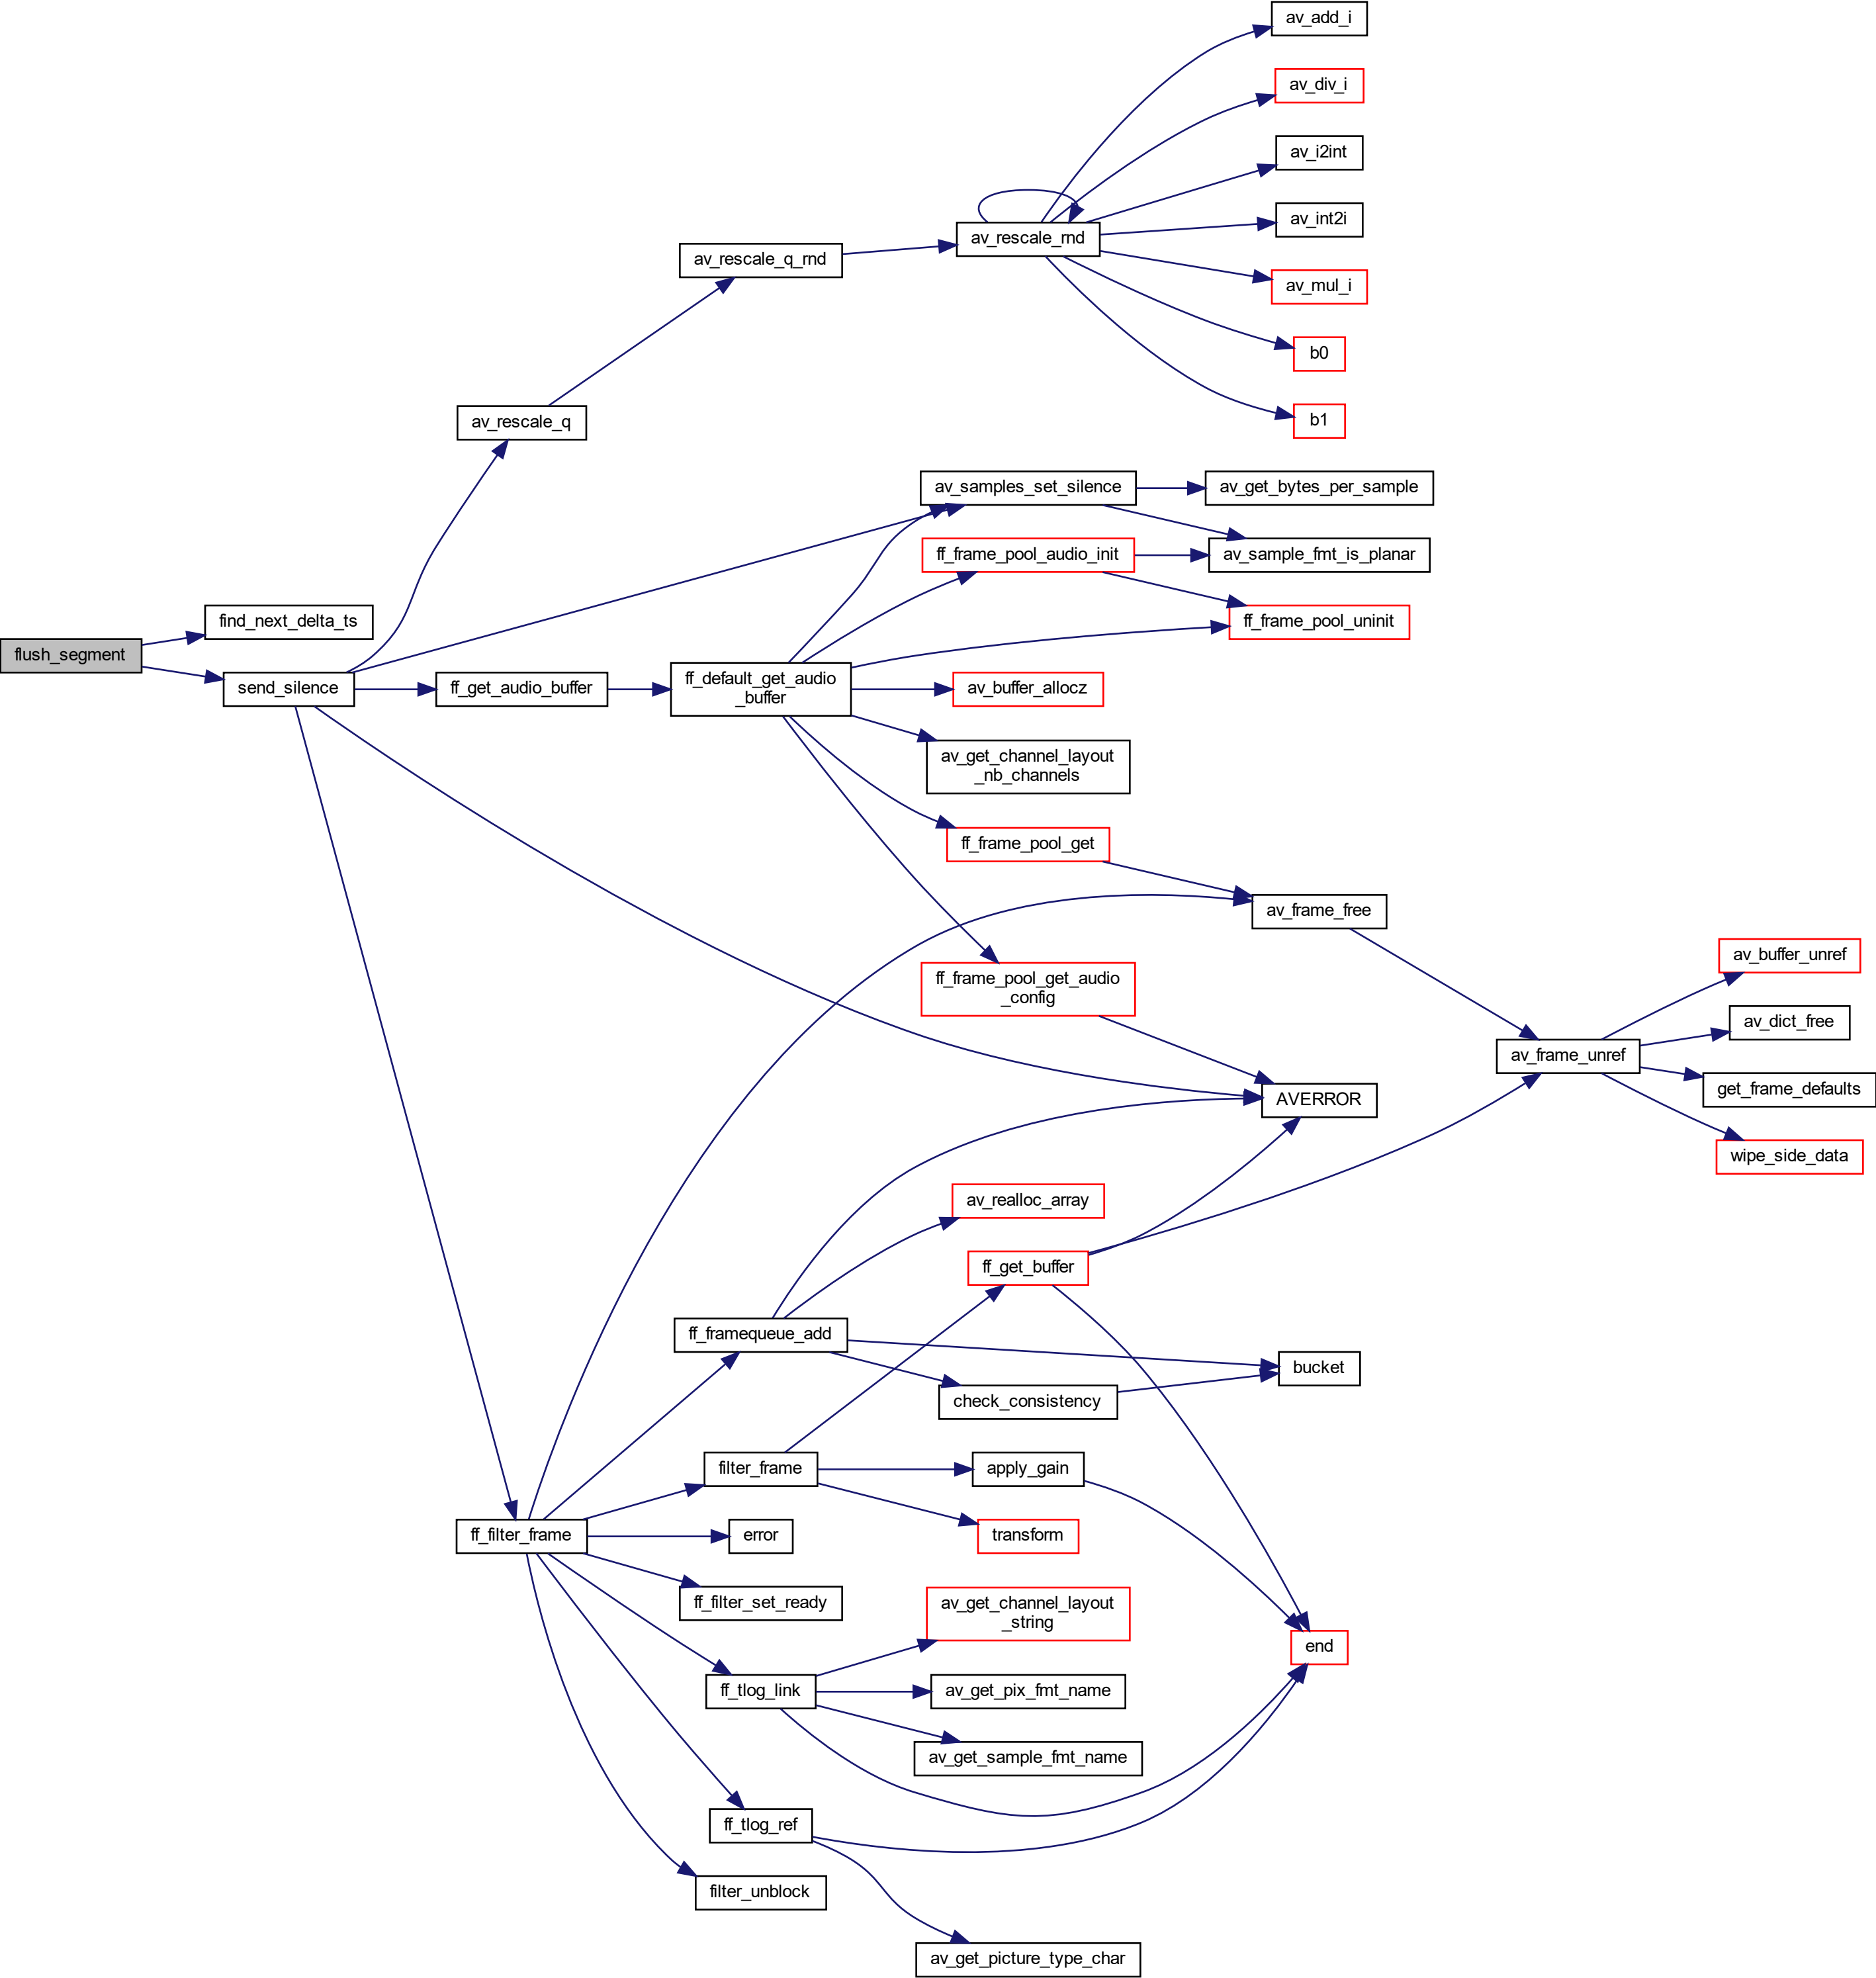 av_add_i
av_div_i
av_i2int
av_int2i
av_rescale_rnd
av_rescale_q_rnd
av_mul_i
b0
b1
av_rescale_q
av_samples_set_silence
av_get_bytes_per_sample
ff_frame_pool_audio_init
av_sample_fmt_is_planar
find_next_delta_ts
ff_frame_pool_uninit
flush_segment
send_silence
ff_get_audio_buffer
ff_default_get_audio
_buffer
av_buffer_allocz
av_get_channel_layout
_nb_channels
ff_frame_pool_get
av_frame_free
av_buffer_unref
ff_frame_pool_get_audio
_config
av_dict_free
av_frame_unref
get_frame_defaults
AVERROR
wipe_side_data
av_realloc_array
ff_get_buffer
ff_framequeue_add
bucket
check_consistency
filter_frame
apply_gain
ff_filter_frame
error
transform
ff_filter_set_ready
av_get_channel_layout
_string
end
ff_tlog_link
av_get_pix_fmt_name
av_get_sample_fmt_name
ff_tlog_ref
filter_unblock
av_get_picture_type_char